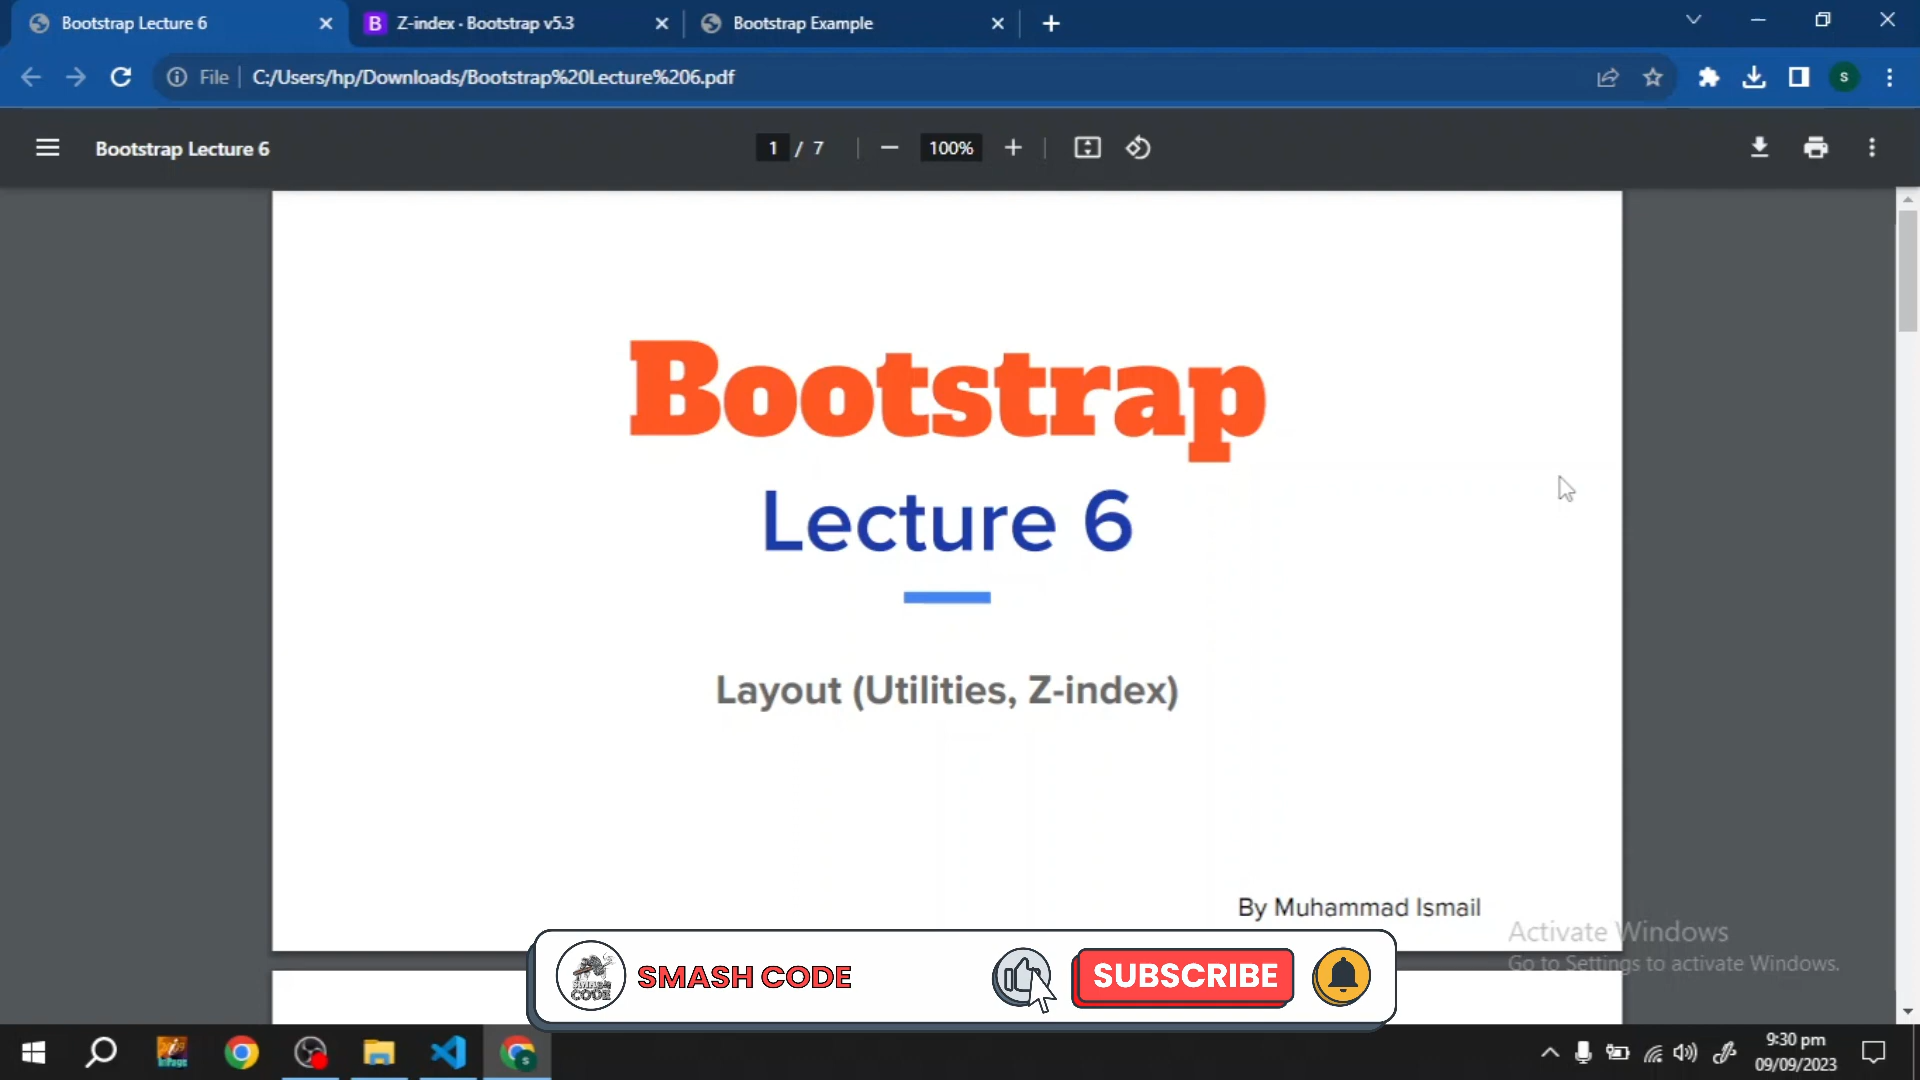 Bootstrap Lecture 6
Z-index · Bootstrap v5.3
Bootstrap Example
File
C:/Users/hp/Downloads/Bootstrap%20Lecture%206.pdf
s
Bootstrap Lecture 6
1 / 7
100%
Bootstrap
Lecture 6
Layout (Utilities, Z-index)
By Muhammad Ismail
Activate Windows
Go to Settings to activate Windows.
SMASH CODE
SUBSCRIBE
9:30 pm
09/09/2023